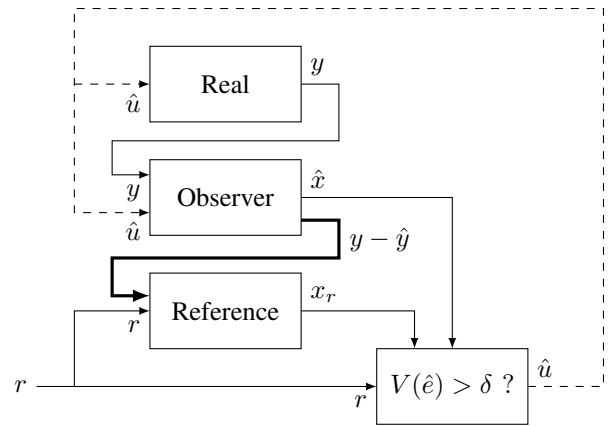 y
Real
û
y
x̂
Observer
û
y − ŷ
x_r
Reference
r
r
V(ê) > δ ?
û
r